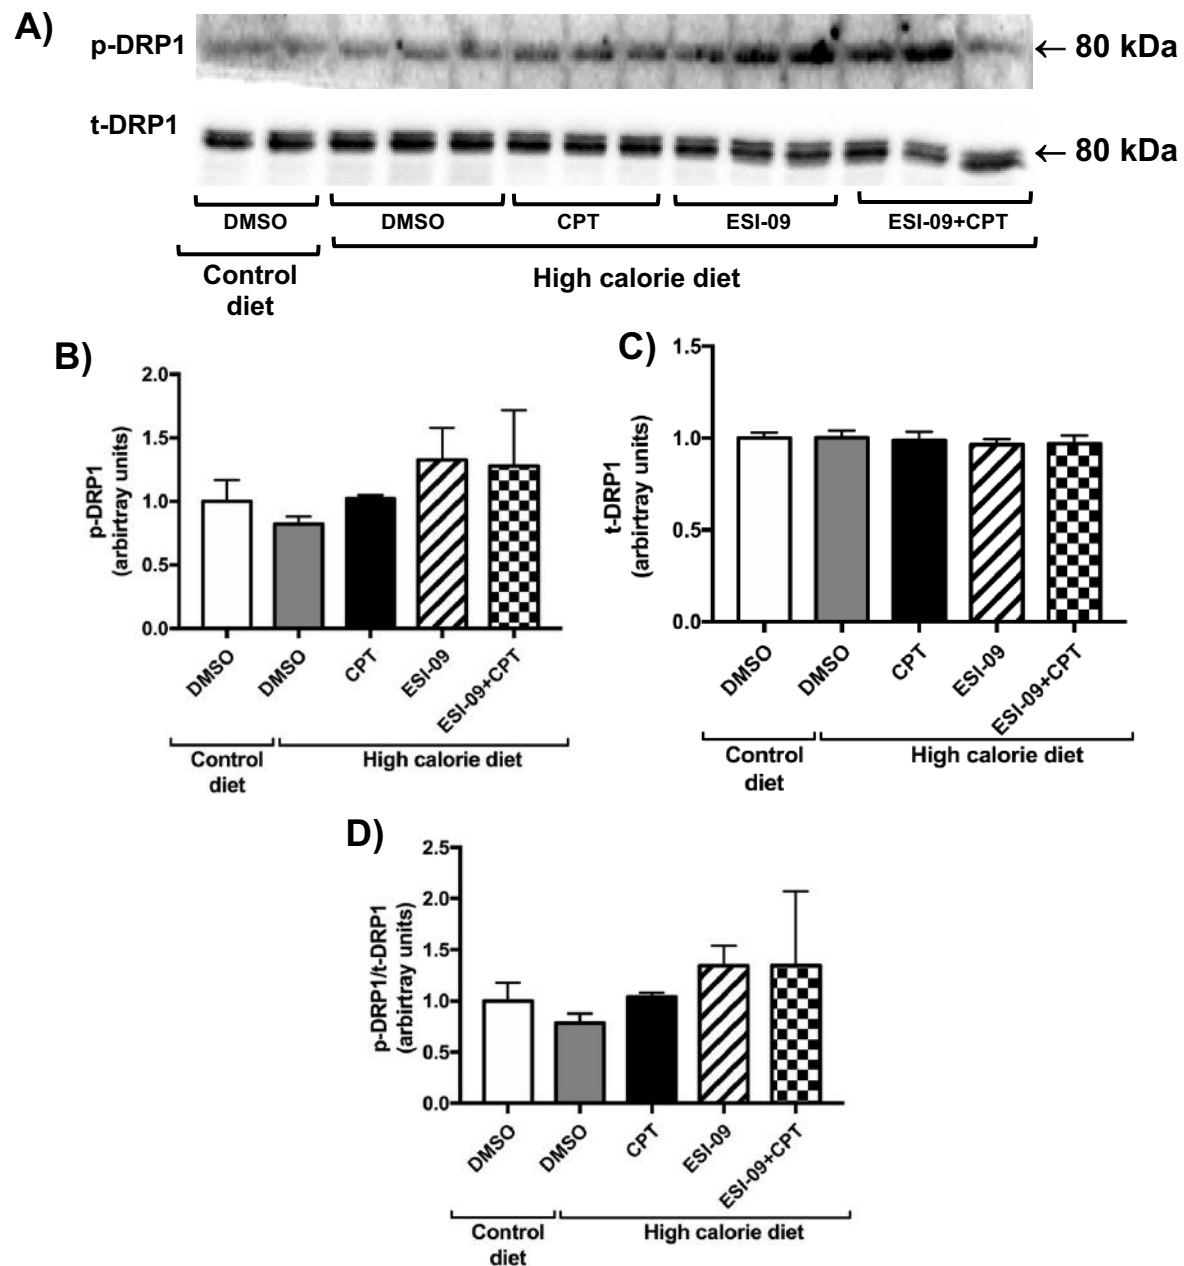 A)
p-DRP1
← 80 kDa
t-DRP1
← 80 kDa
DMSO DMSO CPT ESI-09 ESI-09+CPT
Control
diet
High calorie diet
B)
p-DRP1
(arbirtray units)
2.0
1.5
1.0
0.5
0.0
DMSO DMSO CPT ESI-09 ESI-09+CPT
Control
diet
High calorie diet
C)
t-DRP1
(arbirtray units)
1.5
1.0
0.5
0.0
DMSO DMSO CPT ESI-09 ESI-09+CPT
Control
diet
High calorie diet
D)
p-DRP1/t-DRP1
(arbirtray units)
2.5
2.0
1.5
1.0
0.5
0.0
DMSO DMSO CPT ESI-09 ESI-09+CPT
Control
diet
High calorie diet